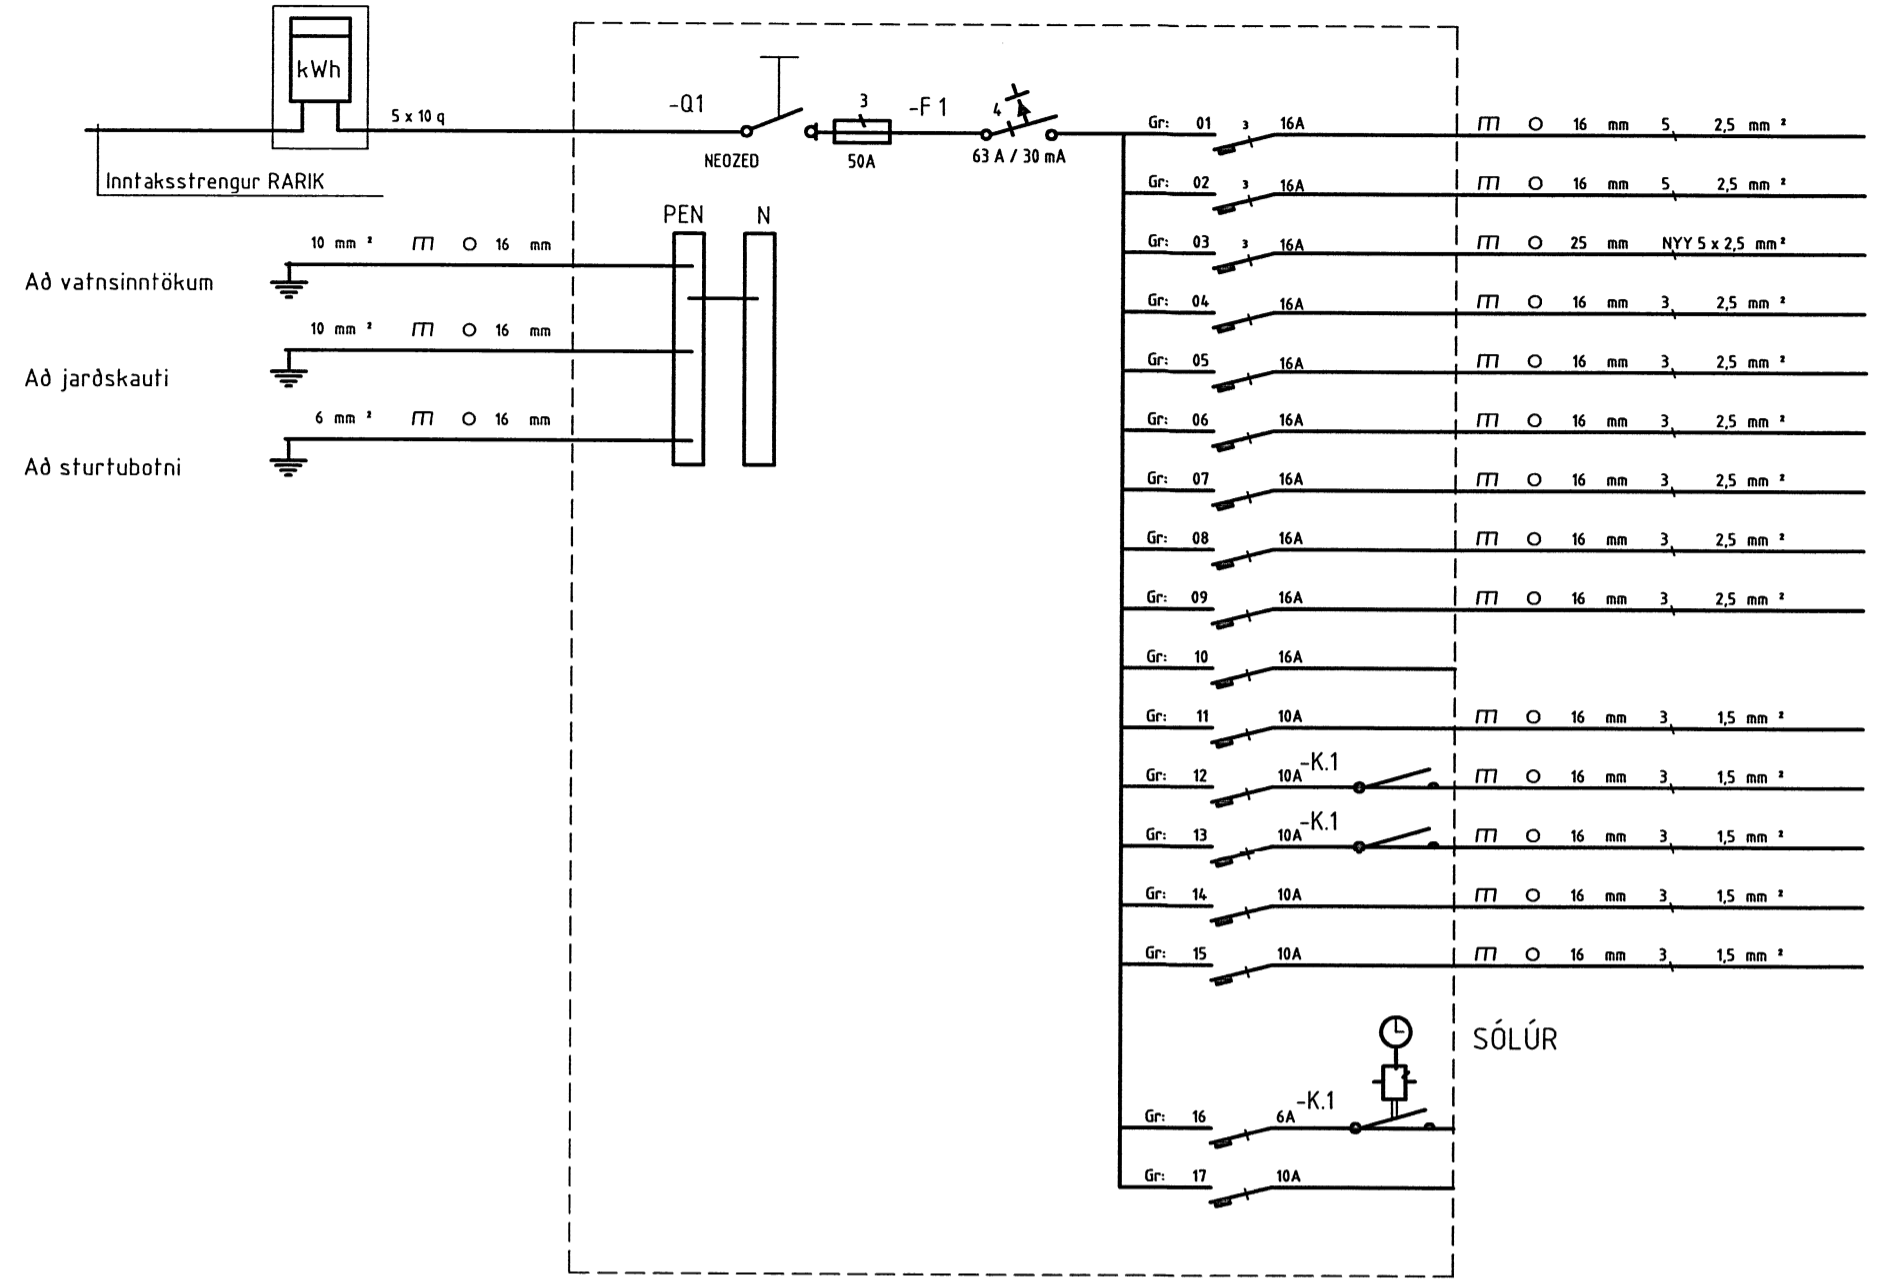 kWh
5 x 10 q
Inntaksstrengur RARIK
-Q1
NEOZED
3
50A
-F 1
4
63 A / 30 mA
PEN N
10 mm ² 16 mm
Að vatnsinntökum
10 mm ² 16 mm
Að jarðskauti
6 mm ² 16 mm
Að sturtubotni
Gr: 01 3 16A 16 mm 5 2,5 mm ²
Gr: 02 3 16A 16 mm 5 2,5 mm ²
Gr: 03 3 16A 25 mm NYY 5 x 2,5 mm²
Gr: 04 16A 16 mm 3 2,5 mm ²
Gr: 05 16A 16 mm 3 2,5 mm ²
Gr: 06 16A 16 mm 3 2,5 mm ²
Gr: 07 16A 16 mm 3 2,5 mm ²
Gr: 08 16A 16 mm 3 2,5 mm ²
Gr: 09 16A 16 mm 3 2,5 mm ²
Gr: 10 16A
Gr: 11 10A 16 mm 3 1,5 mm ²
Gr: 12 10A -K.1 16 mm 3 1,5 mm ²
Gr: 13 10A -K.1 16 mm 3 1,5 mm ²
Gr: 14 10A 16 mm 3 1,5 mm ²
Gr: 15 10A 16 mm 3 1,5 mm ²
SÓLÚR
Gr: 16 6A -K.1
Gr: 17 10A